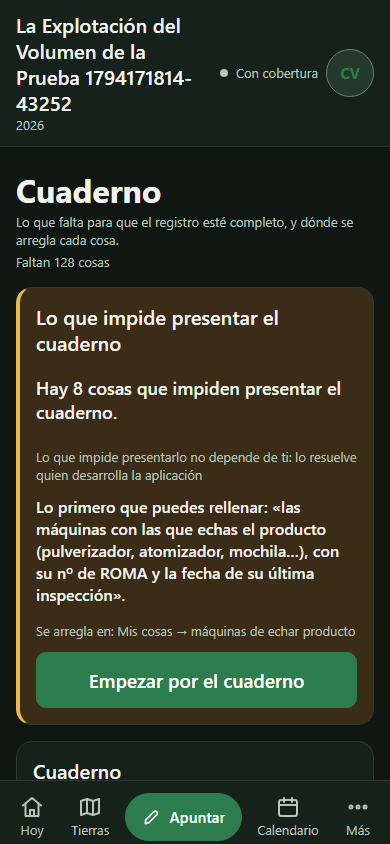 La Explotación del
Volumen de la
Prueba 1794171814-
43252
2026
Con cobertura
CV
Cuaderno
Lo que falta para que el registro esté completo, y dónde se
arregla cada cosa.
Faltan 128 cosas
Lo que impide presentar el
cuaderno
Hay 8 cosas que impiden presentar el
cuaderno.
Lo que impide presentarlo no depende de ti: lo resuelve
quien desarrolla la aplicación
Lo primero que puedes rellenar: «las
máquinas con las que echas el producto
(pulverizador, atomizador, mochila…), con
su nº de ROMA y la fecha de su última
inspección».
Se arregla en: Mis cosas → máquinas de echar producto
Empezar por el cuaderno
Cuaderno
Hoy
Tierras
Apuntar
Calendario
Más